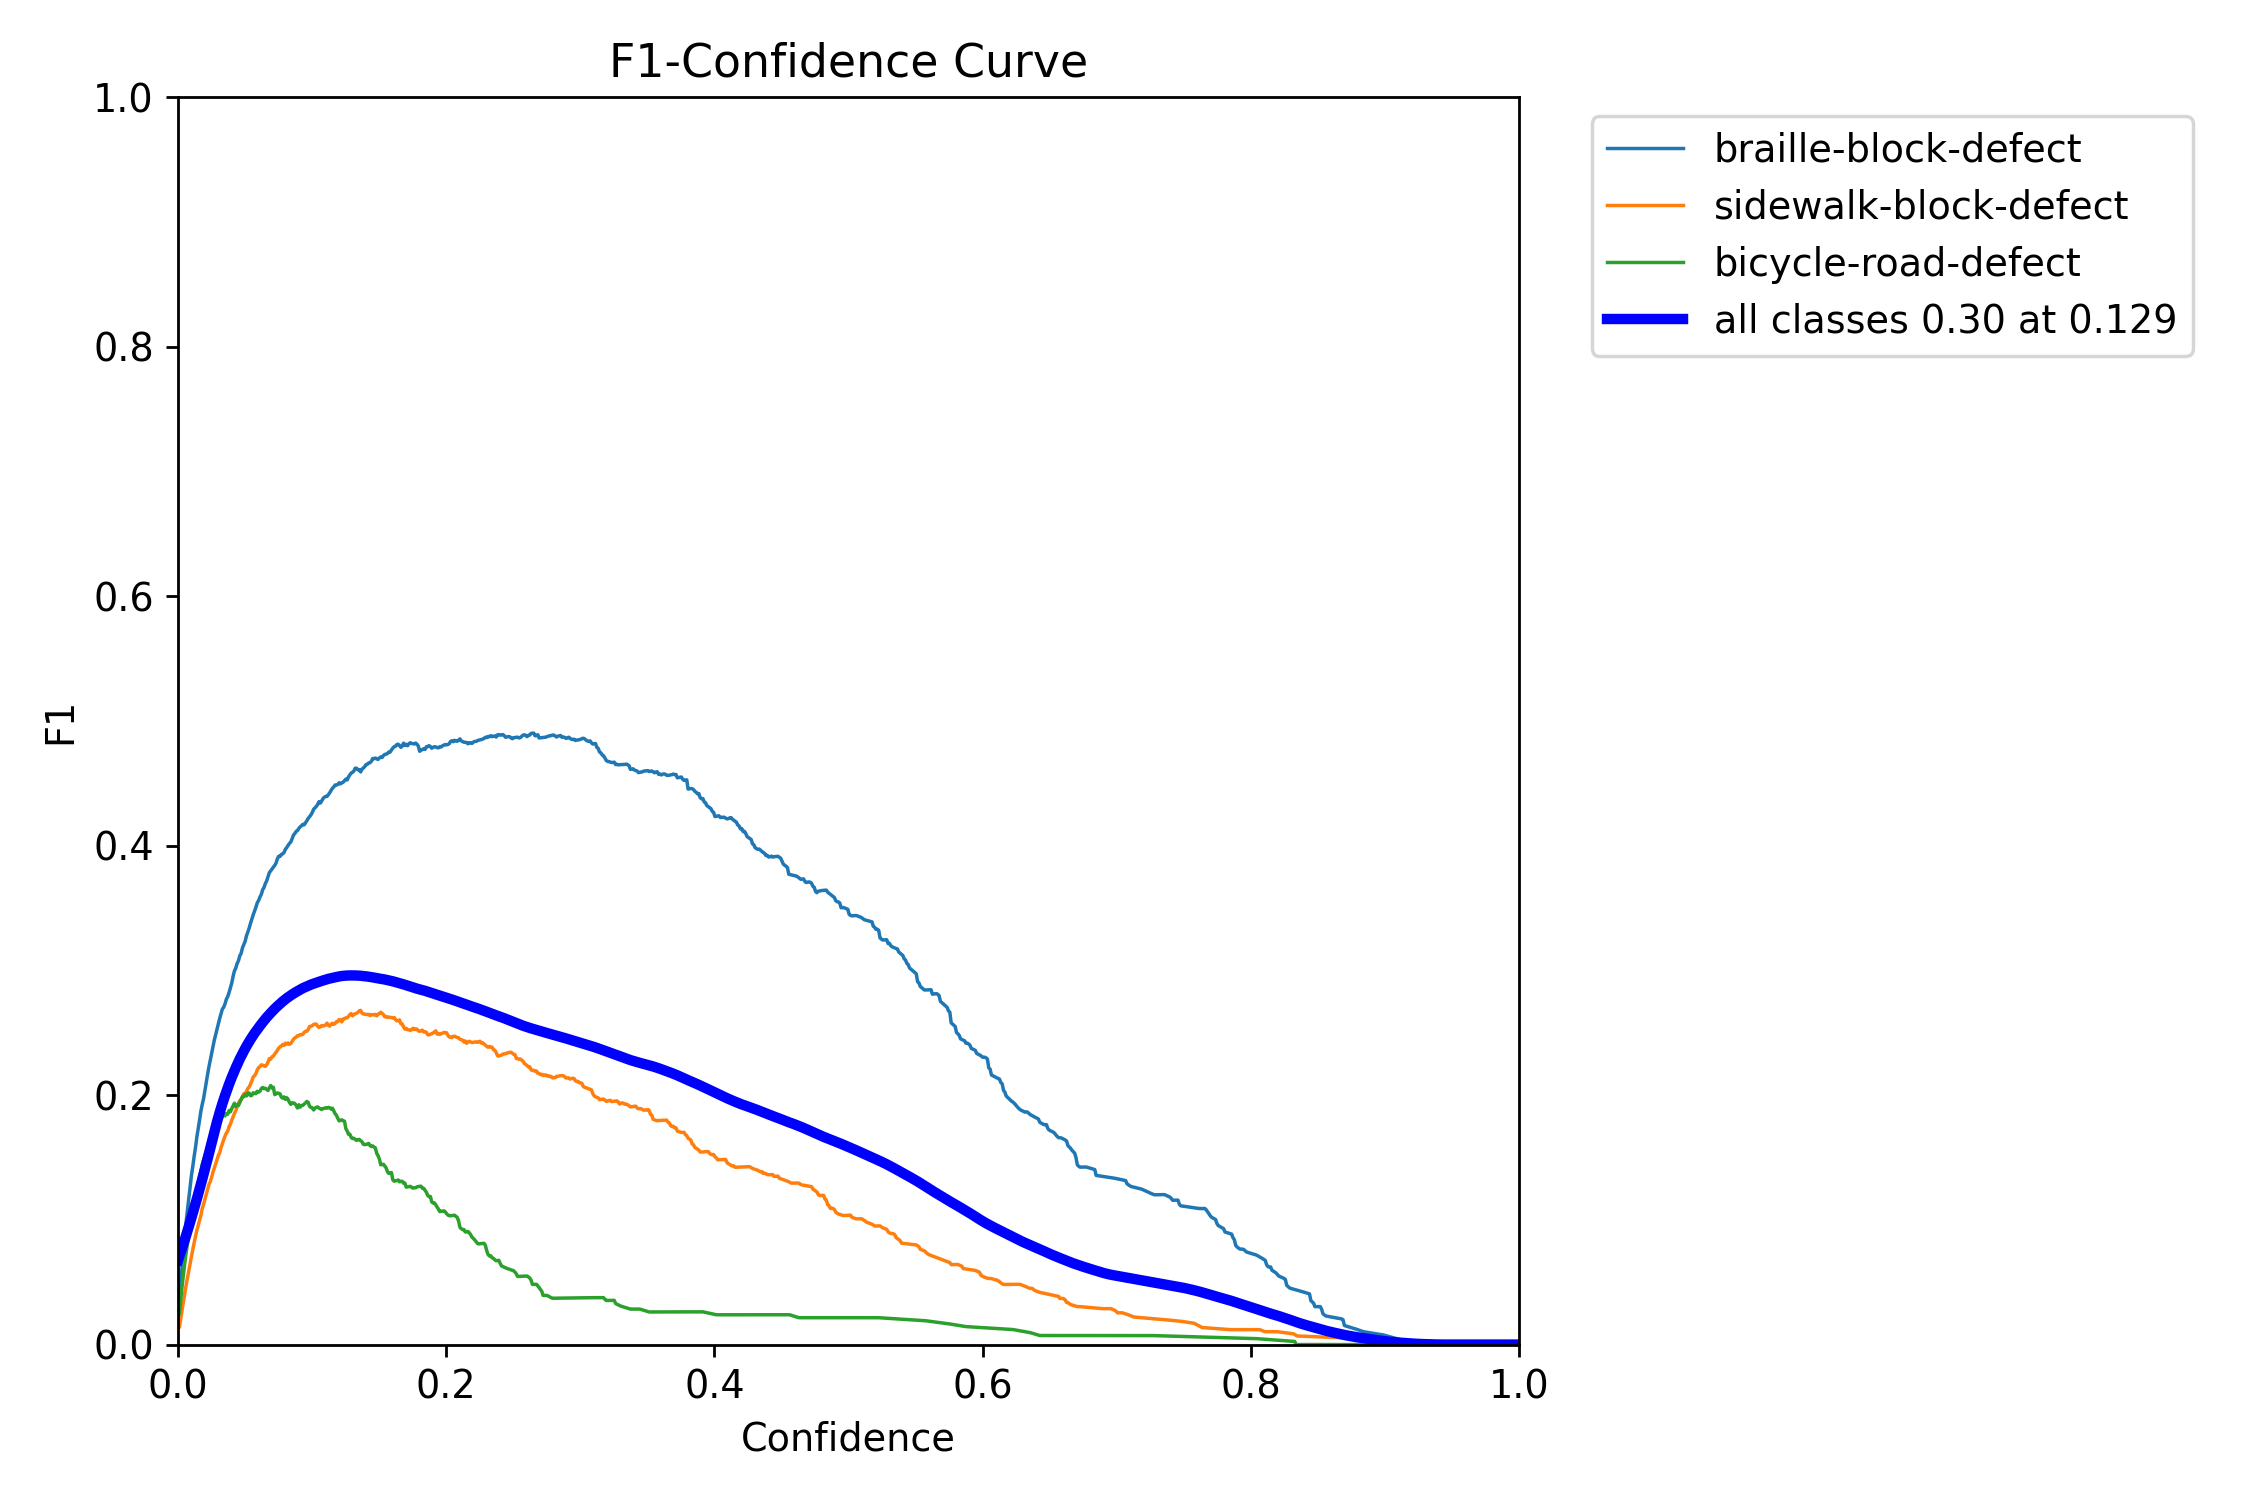 F1-Confidence Curve
1.0
0.8
0.6
0.4
0.2
0.0
F1
0.0 0.2 0.4 0.6 0.8 1.0
Confidence
braille-block-defect
sidewalk-block-defect
bicycle-road-defect
all classes 0.30 at 0.129